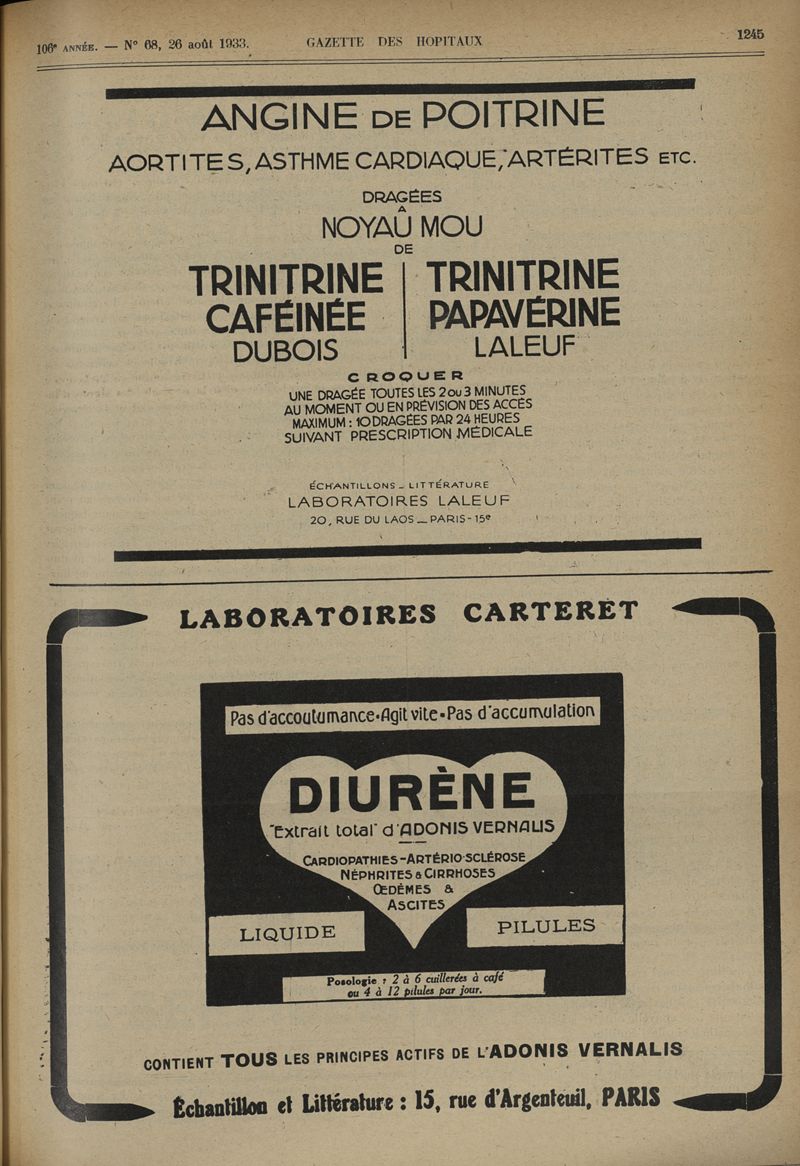 106e ANNÉE. — N° 68, 26 août 1933. GAZETTE DES HOPITAUX 1245
ANGINE DE POITRINE
AORTITES, ASTHME CARDIAQUE, ARTÉRITES ETC.
DRAGÉES
A
NOYAU MOU
DE
TRINITRINE CAFÉINÉE DUBOIS
TRINITRINE PAPAVÉRINE LALEUF
CROQUER
UNE DRAGÉE TOUTES LES 2 OU 3 MINUTES
AU MOMENT OU EN PRÉVISION DES ACCÈS
MAXIMUM : 10 DRAGÉES PAR 24 HEURES
SUIVANT PRESCRIPTION MÉDICALE
ÉCHANTILLONS _ LITTÉRATURE
LABORATOIRES LALEUF
20, RUE DU LAOS _ PARIS-15e
LABORATOIRES CARTERET
Pas d'accoutumance•Agit vite•Pas d'accumulation
DIURÈNE
"Extrait total" d'ADONIS VERNALIS
CARDIOPATHIES-ARTÉRIO-SCLÉROSE
NÉPHRITES & CIRRHOSES
ŒDÈMES &
ASCITES
LIQUIDE
PILULES
Posologie : 2 à 6 cuillerées à café
ou 4 à 12 pilules par jour.
CONTIENT TOUS LES PRINCIPES ACTIFS DE L'ADONIS VERNALIS
Échantillon et Littérature : 15, rue d'Argenteuil, PARIS